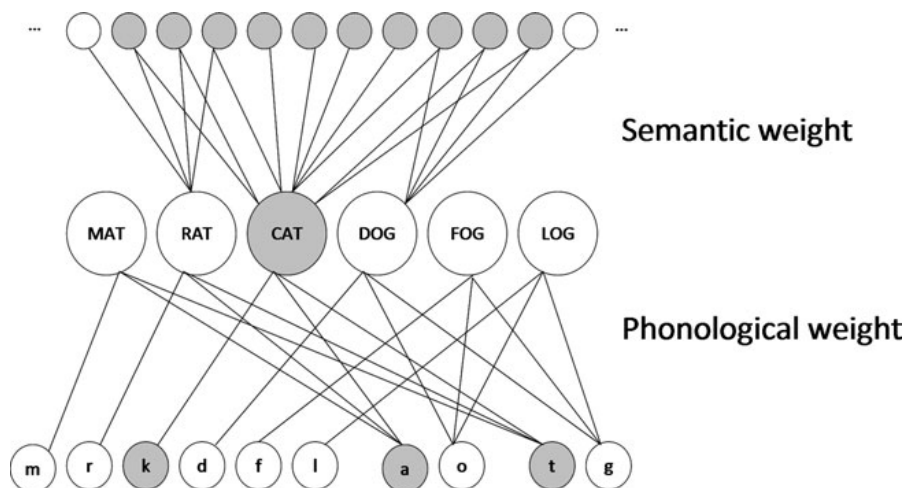 ... ...
Semantic weight
MAT RAT CAT DOG FOG LOG
Phonological weight
m r k d f l a o t g